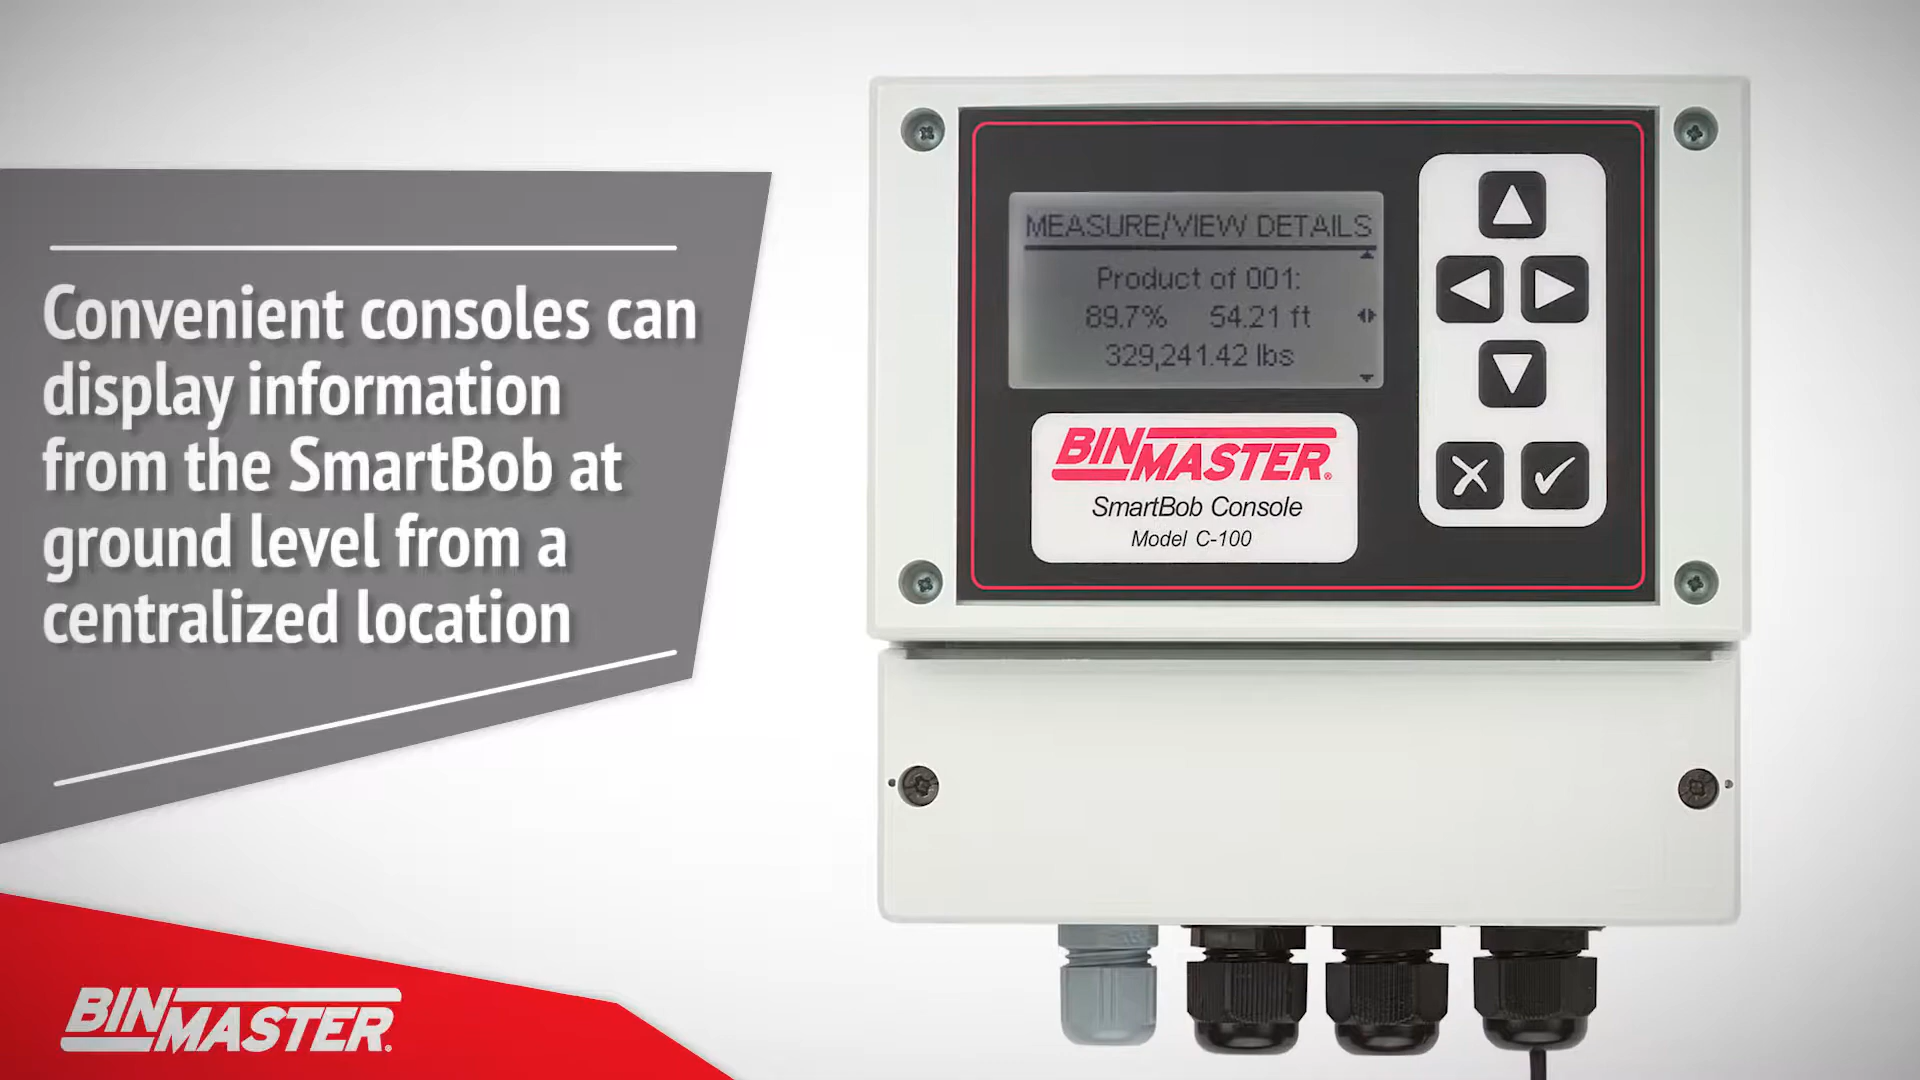 Convenient consoles can
display information
from the SmartBob at
ground level from a
centralized location
MEASURE/VIEW DETAILS
Product of 001:
89.7% 54.21 ft
329,241.42 lbs
BINMASTER®
SmartBob Console
Model C-100
BINMASTER®